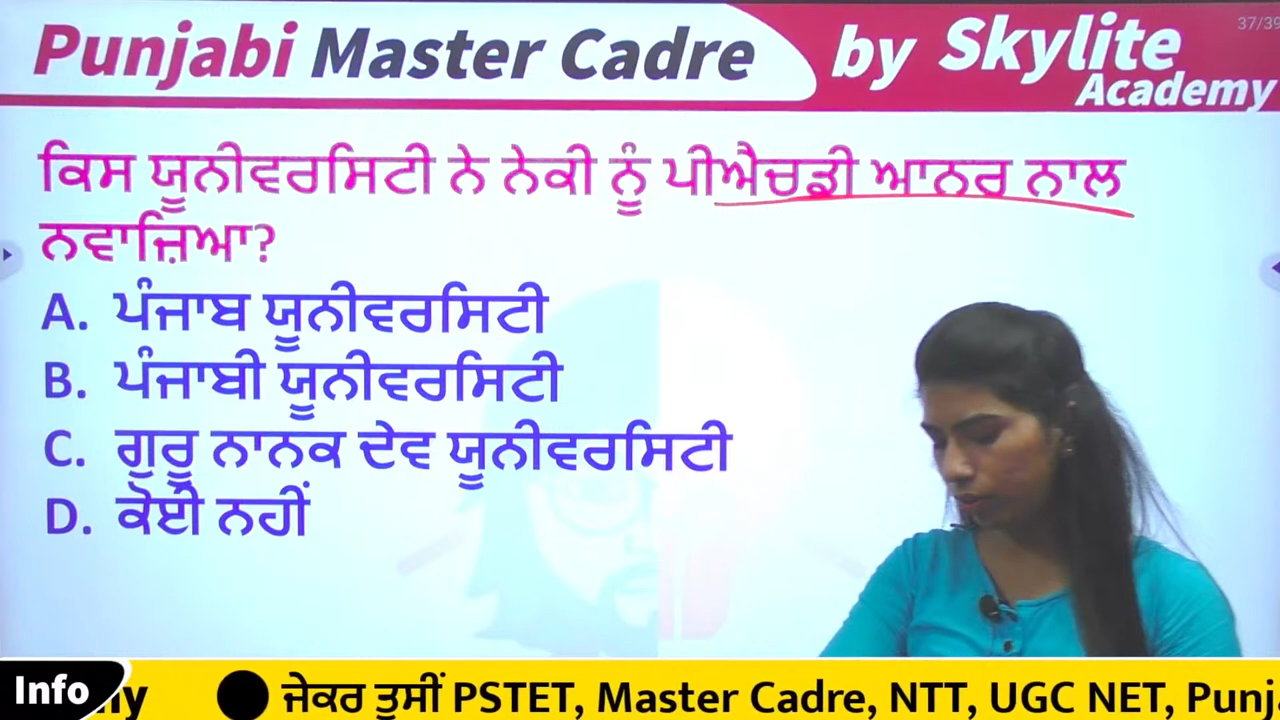 Punjabi Master Cadre by Skylite Academy
37/39
ਕਿਸ ਯੂਨੀਵਰਸਿਟੀ ਨੇ ਨੇਕੀ ਨੂੰ ਪੀਐਚਡੀ ਆਨਰ ਨਾਲ
ਨਵਾਜ਼ਿਆ?
A. ਪੰਜਾਬ ਯੂਨੀਵਰਸਿਟੀ
B. ਪੰਜਾਬੀ ਯੂਨੀਵਰਸਿਟੀ
C. ਗੁਰੂ ਨਾਨਕ ਦੇਵ ਯੂਨੀਵਰਸਿਟੀ
D. ਕੋਈ ਨਹੀਂ
Info ਜੇਕਰ ਤੁਸੀਂ PSTET, Master Cadre, NTT, UGC NET,